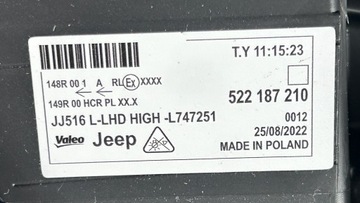 T.Y 11:15:23
148R 00 1 A RL Ex XXXX
149R 00 HCR PL XX.X
522 187 210
JJ516 L-LHD HIGH -L747251
0012
25/08/2022
Valeo Jeep
MADE IN POLAND